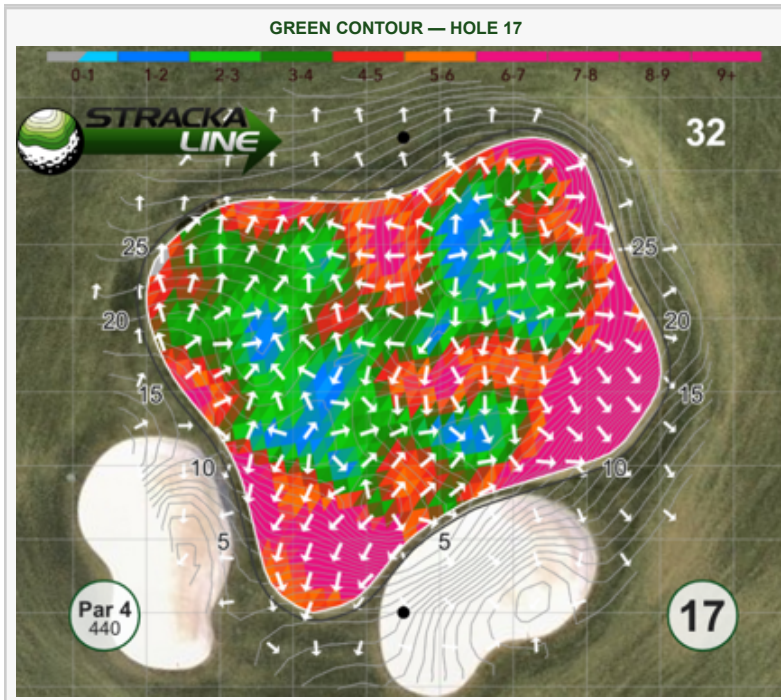 GREEN CONTOUR — HOLE 17
0-1 1-2 2-3 3-4 4-5 5-6 6-7 7-8 8-9 9+
STRACKA
LINE
32
25 25
20 20
15 15
10 10
5 5
Par 4
440
17